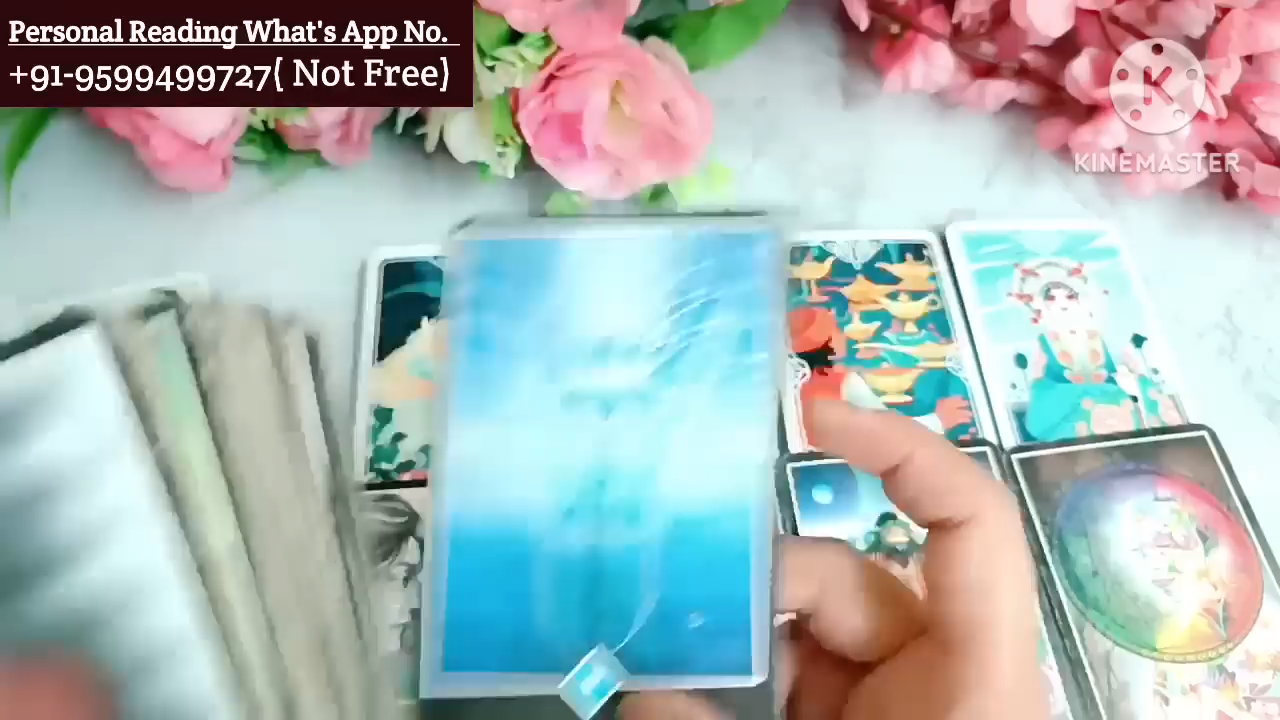 Personal Reading What's App No.
+91-9599499727( Not Free)
K
KINEMASTER